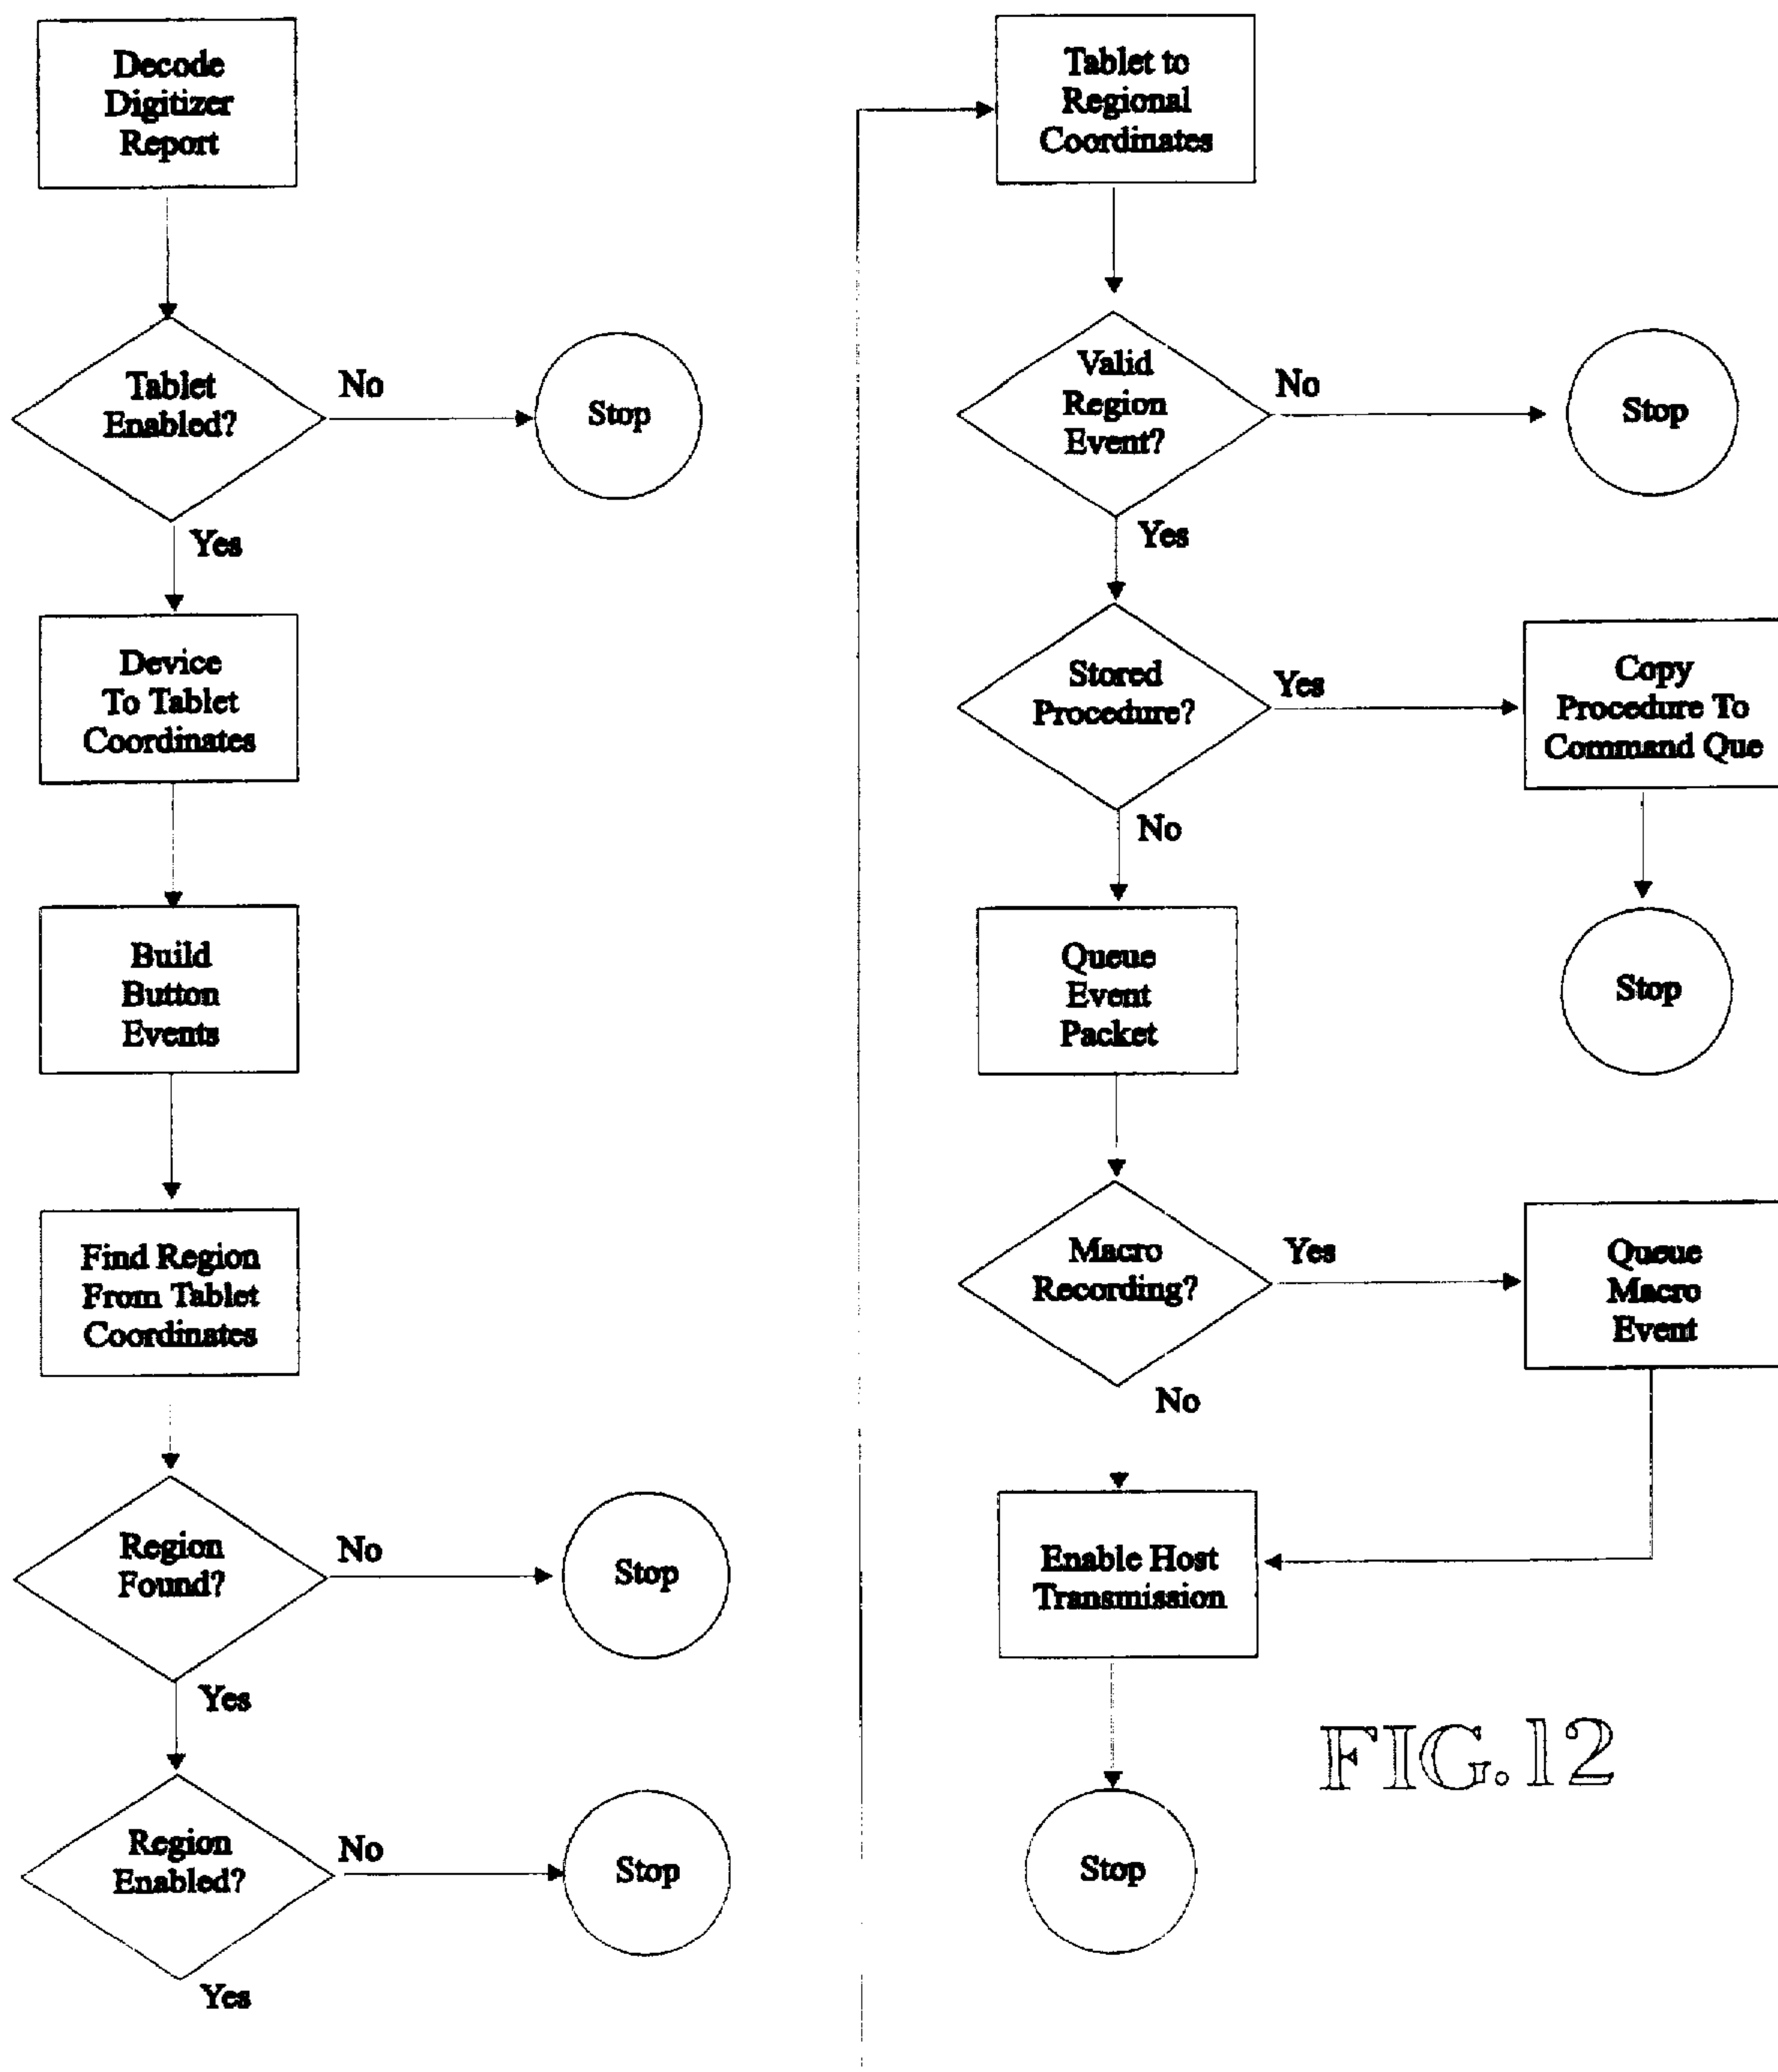 Decode
Digitizer
Report
Tablet
Enabled?
No
Stop
Yes
Device
To Tablet
Coordinates
Build
Button
Events
Find Region
From Tablet
Coordinates
Region
Found?
No
Stop
Yes
Region
Enabled?
No
Stop
Yes
Tablet to
Regional
Coordinates
Valid
Region
Event?
No
Stop
Yes
Stored
Procedure?
Yes
Copy
Procedure To
Command Que
Stop
No
Queue
Event
Packet
Macro
Recording?
Yes
Queue
Macro
Event
No
Enable Host
Transmission
Stop
FIG.12